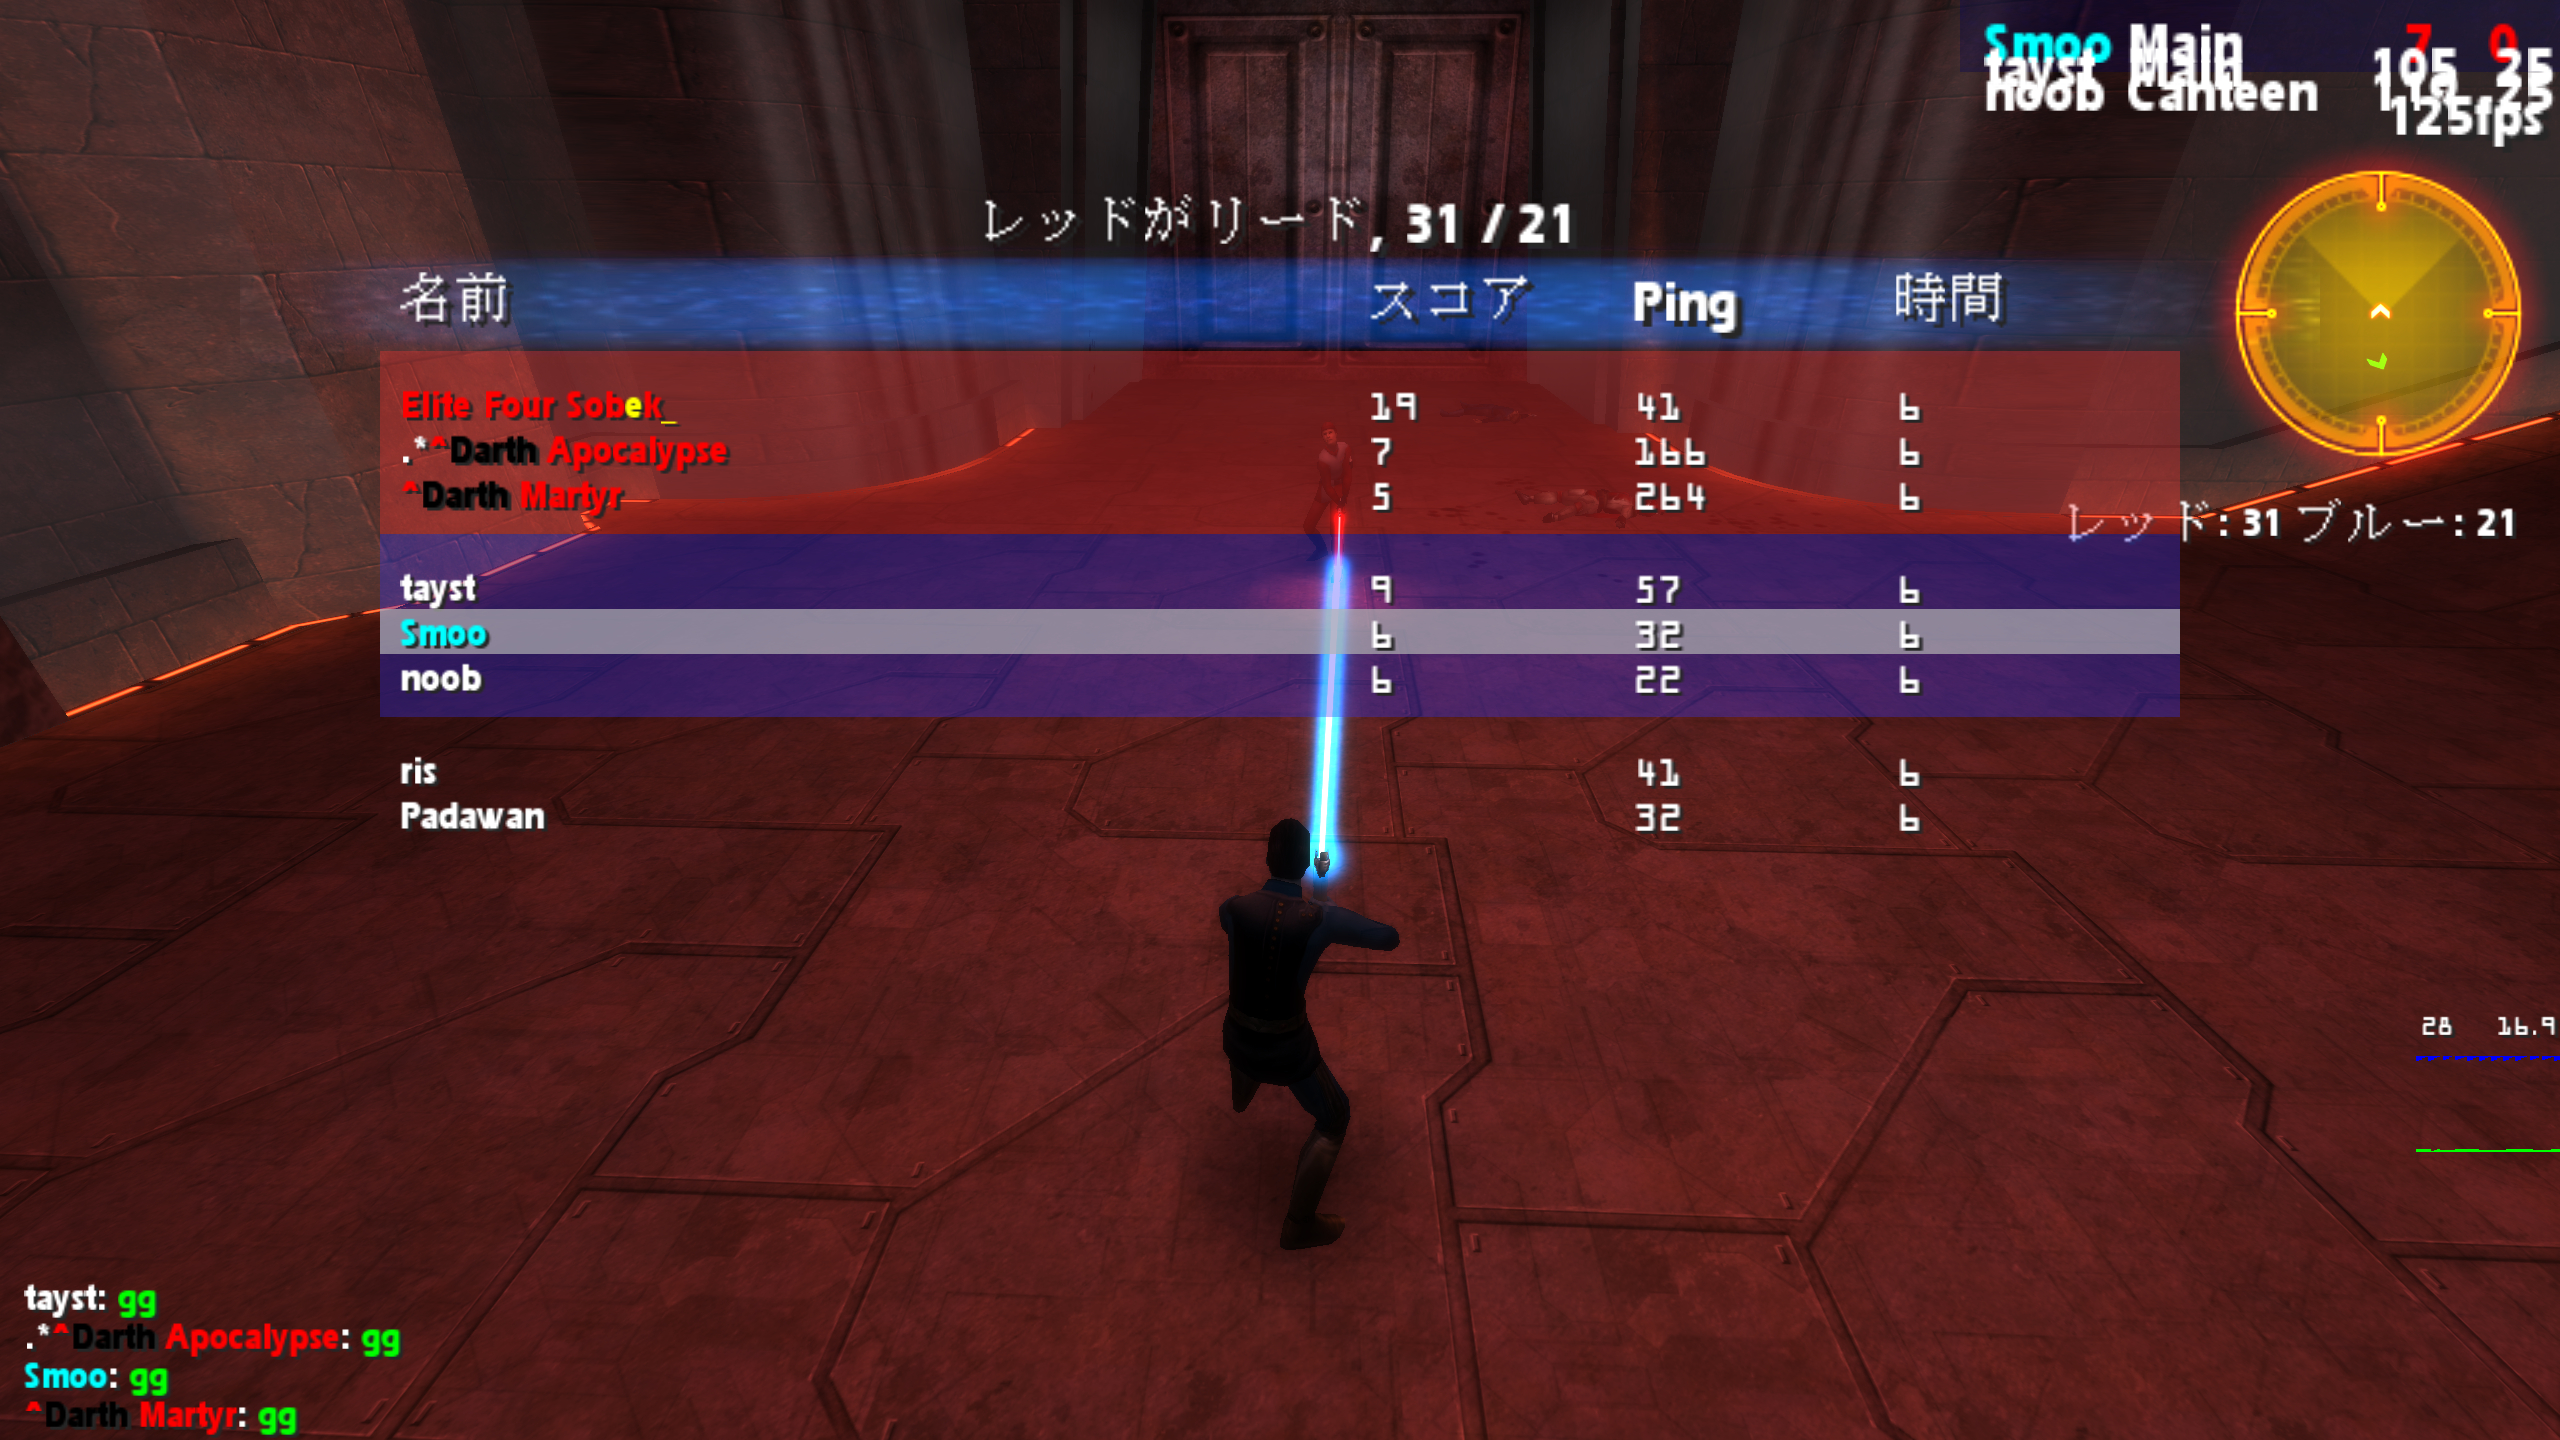 Smoo Main 7 0
tayst Main 105 25
noob Canteen 25
125fps
レッドがリード, 31 / 21
名前 スコア Ping 時間
Elite Four Sobek_ 19 41 6
.*^Darth Apocalypse 7 166 6
^Darth Martyr 5 264 6
レッド: 31 ブルー: 21
tayst 9 57 6
Smoo 6 32 6
noob 6 22 6
ris 41 6
Padawan 32 6
28 16.9
tayst: gg
.*^Darth Apocalypse: gg
Smoo: gg
^Darth Martyr: gg